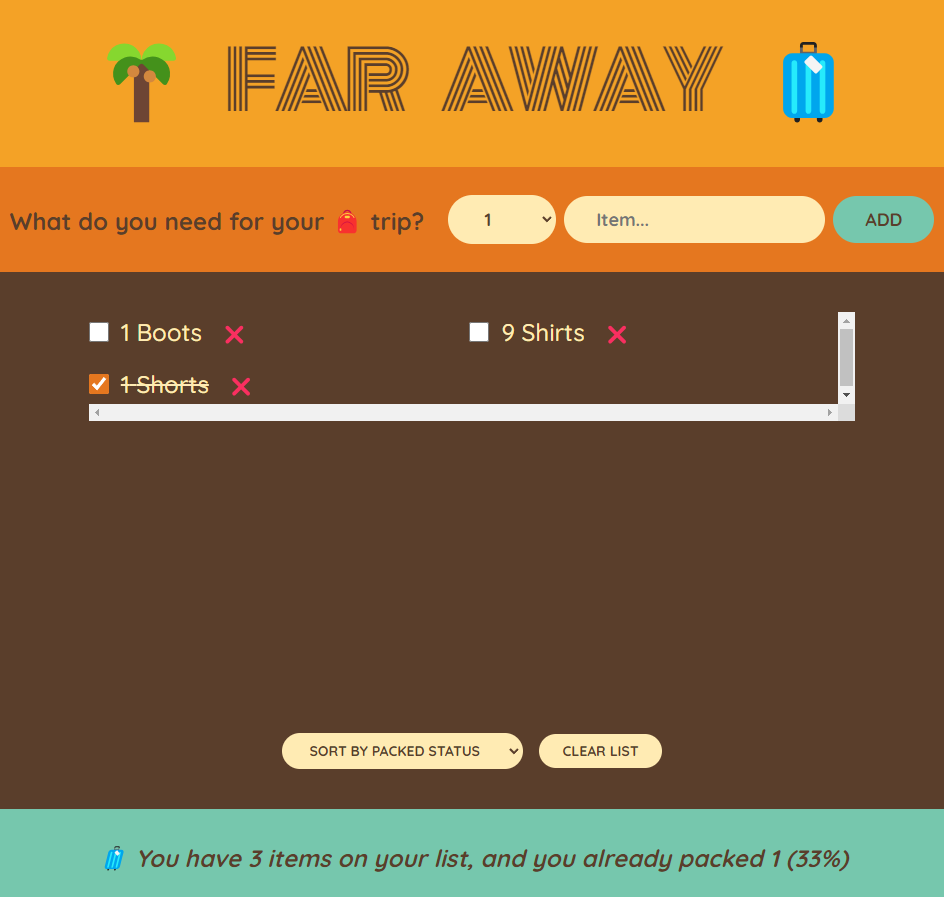 FAR AWAY
What do you need for your trip? 1 Item... ADD
1 Boots 9 Shirts
1 Shorts
SORT BY PACKED STATUS CLEAR LIST
You have 3 items on your list, and you already packed 1 (33%)